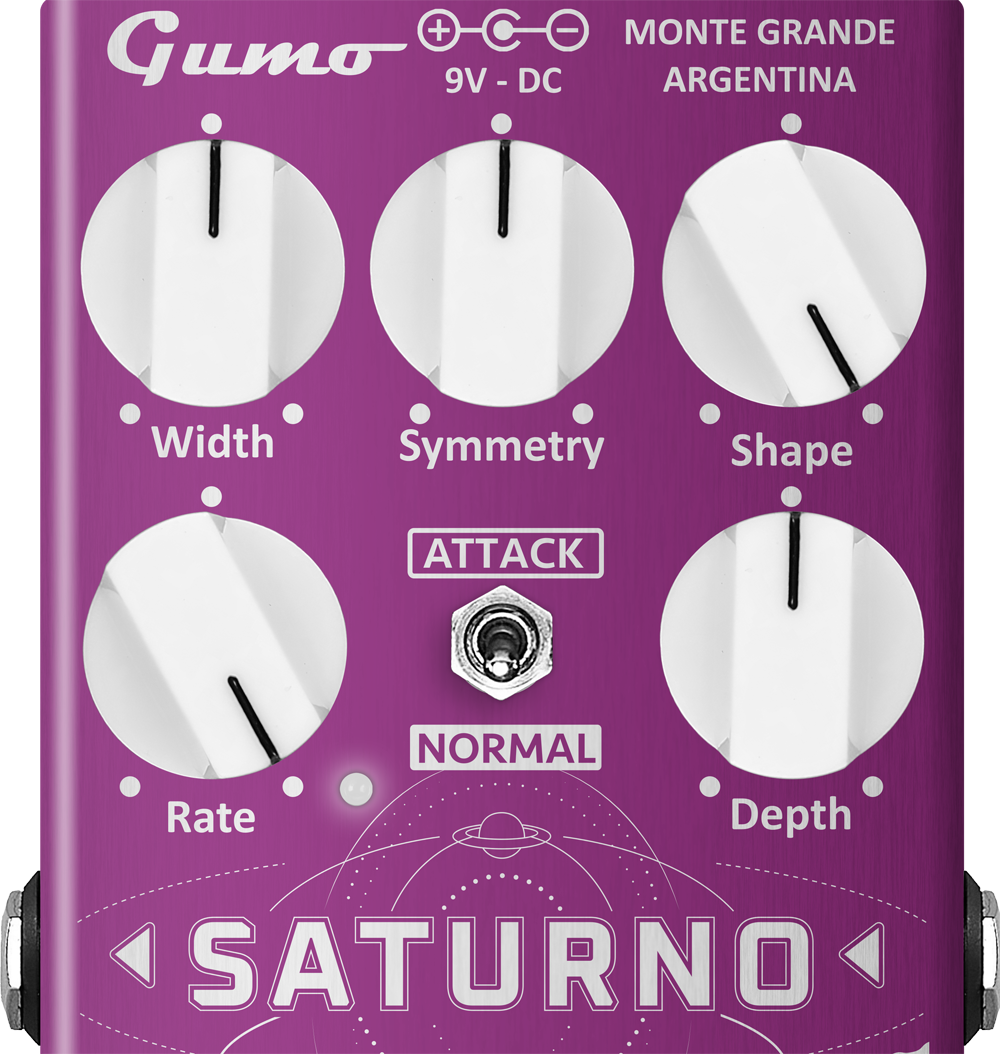 Gumo
9V - DC
MONTE GRANDE
ARGENTINA
Width
Symmetry
Shape
ATTACK
NORMAL
Rate
Depth
SATURNO